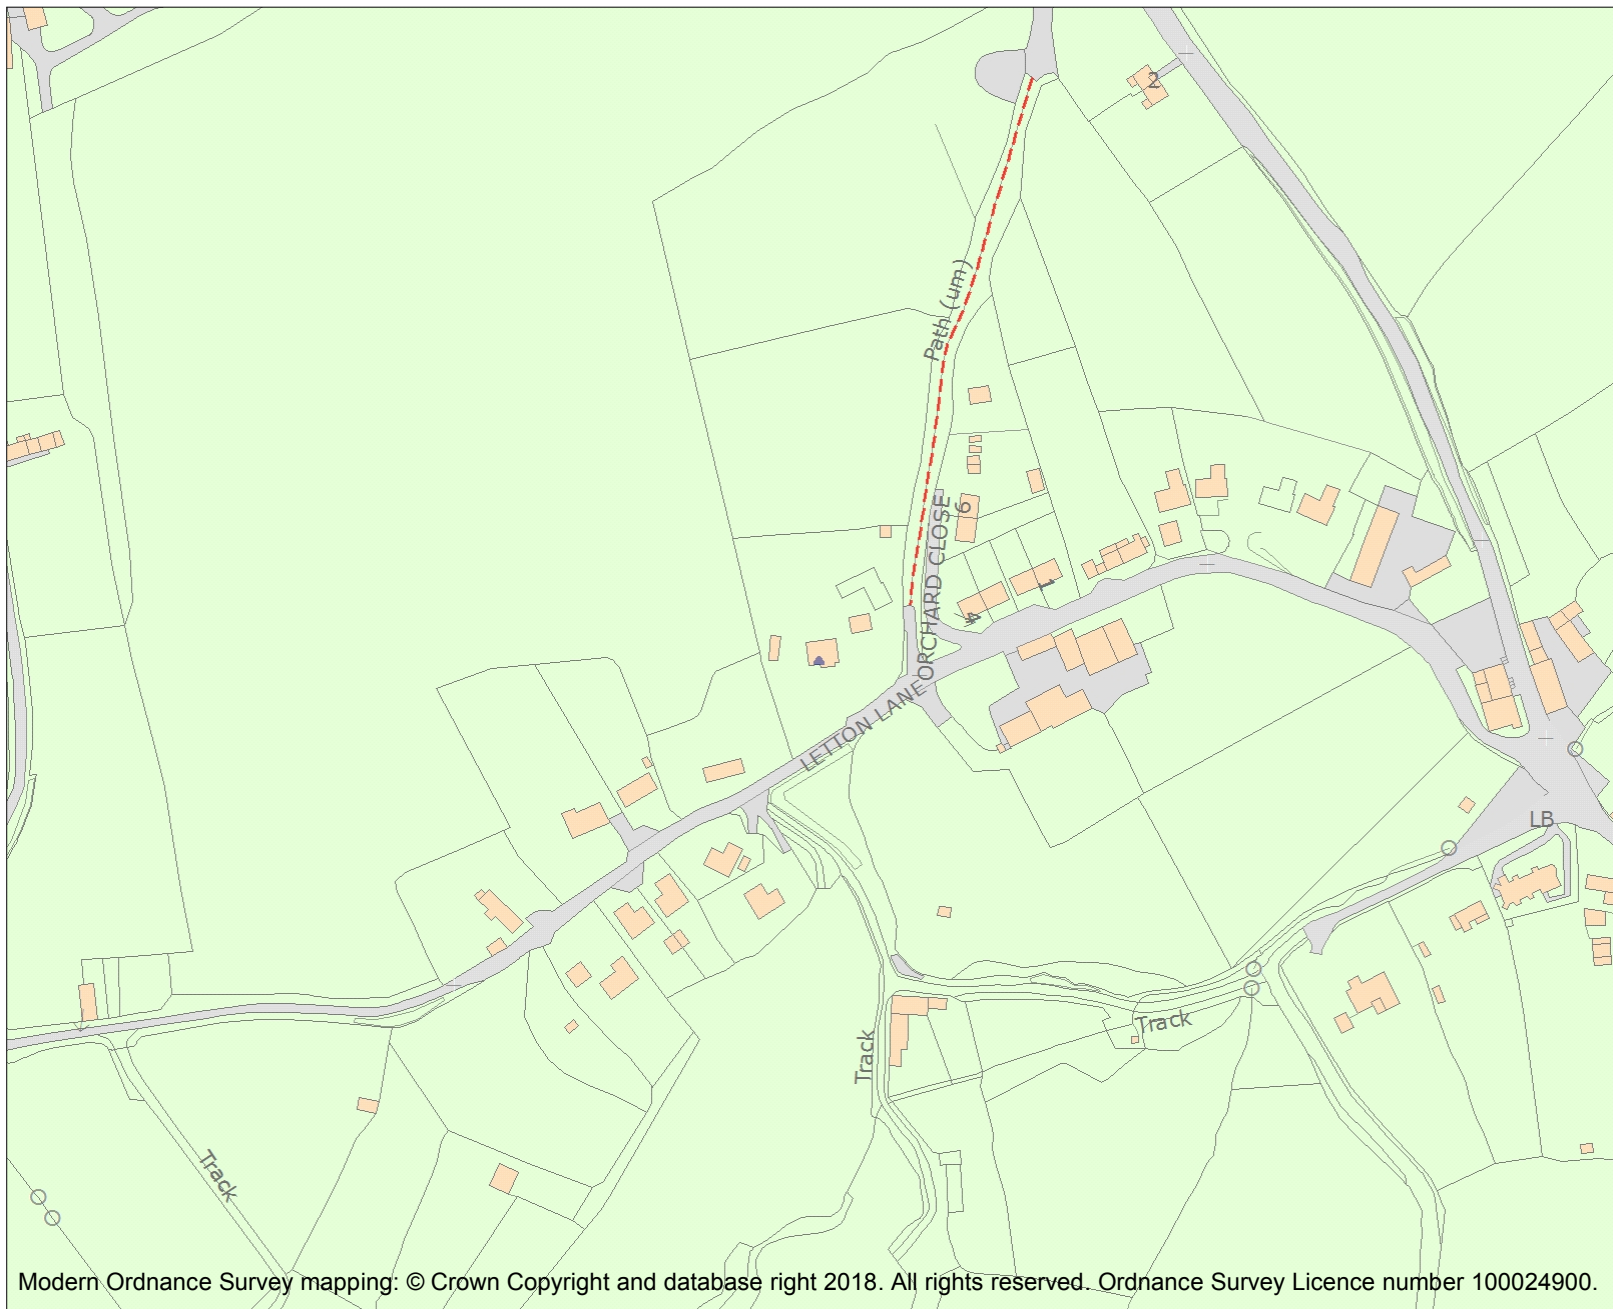 2
Path (um)
6
ORCHARD CLOSE
1
4
LETTON LANE
LB
Track
Track
Track
Modern Ordnance Survey mapping: © Crown Copyright and database right 2018. All rights reserved. Ordnance Survey Licence number 100024900.